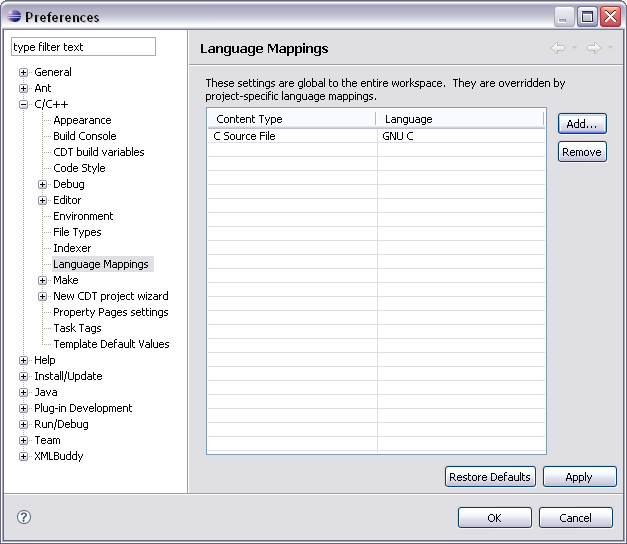 Preferences
type filter text
General
Ant
C/C++
Appearance
Build Console
CDT build variables
Code Style
Debug
Editor
Environment
File Types
Indexer
Language Mappings
Make
New CDT project wizard
Property Pages settings
Task Tags
Template Default Values
Help
Install/Update
Java
Plug-in Development
Run/Debug
Team
XMLBuddy
Language Mappings
These settings are global to the entire workspace.  They are overridden by
project-specific language mappings.
Content Type Language
C Source File GNU C
Add...
Remove
Restore Defaults Apply
? OK Cancel